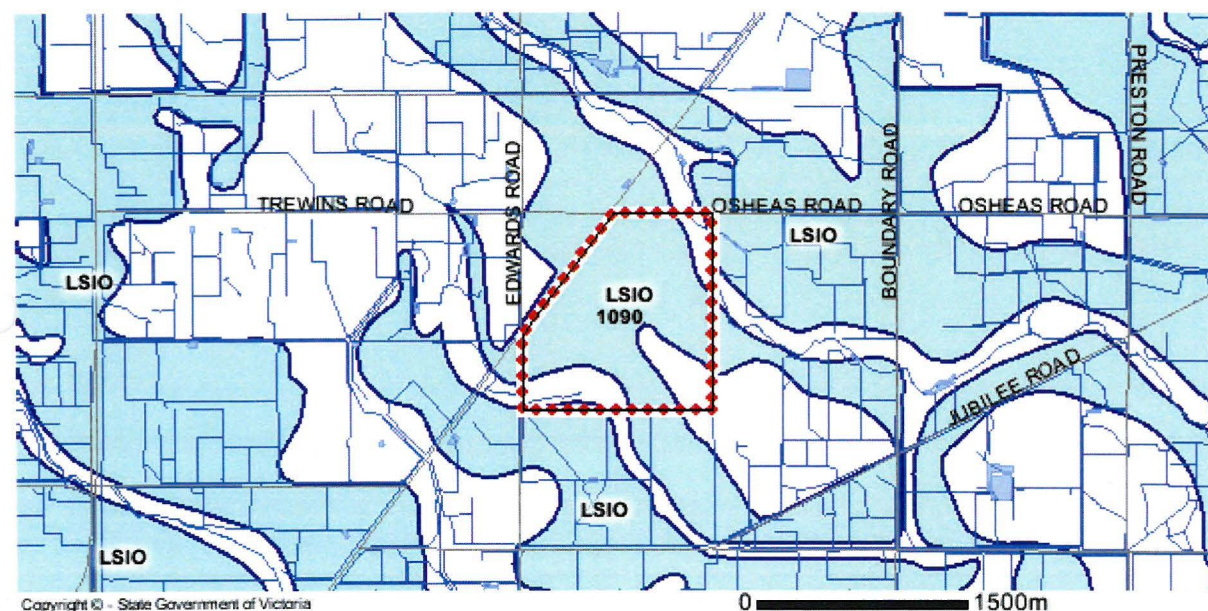 PRESTON ROAD
EDWARDS ROAD
BOUNDARY ROAD
TREWINS ROAD
OSHEAS ROAD
OSHEAS ROAD
LSIO
LSIO
LSIO
1090
JUBILEE ROAD
LSIO
LSIO
Copyright © - State Government of Victoria
0 1500m